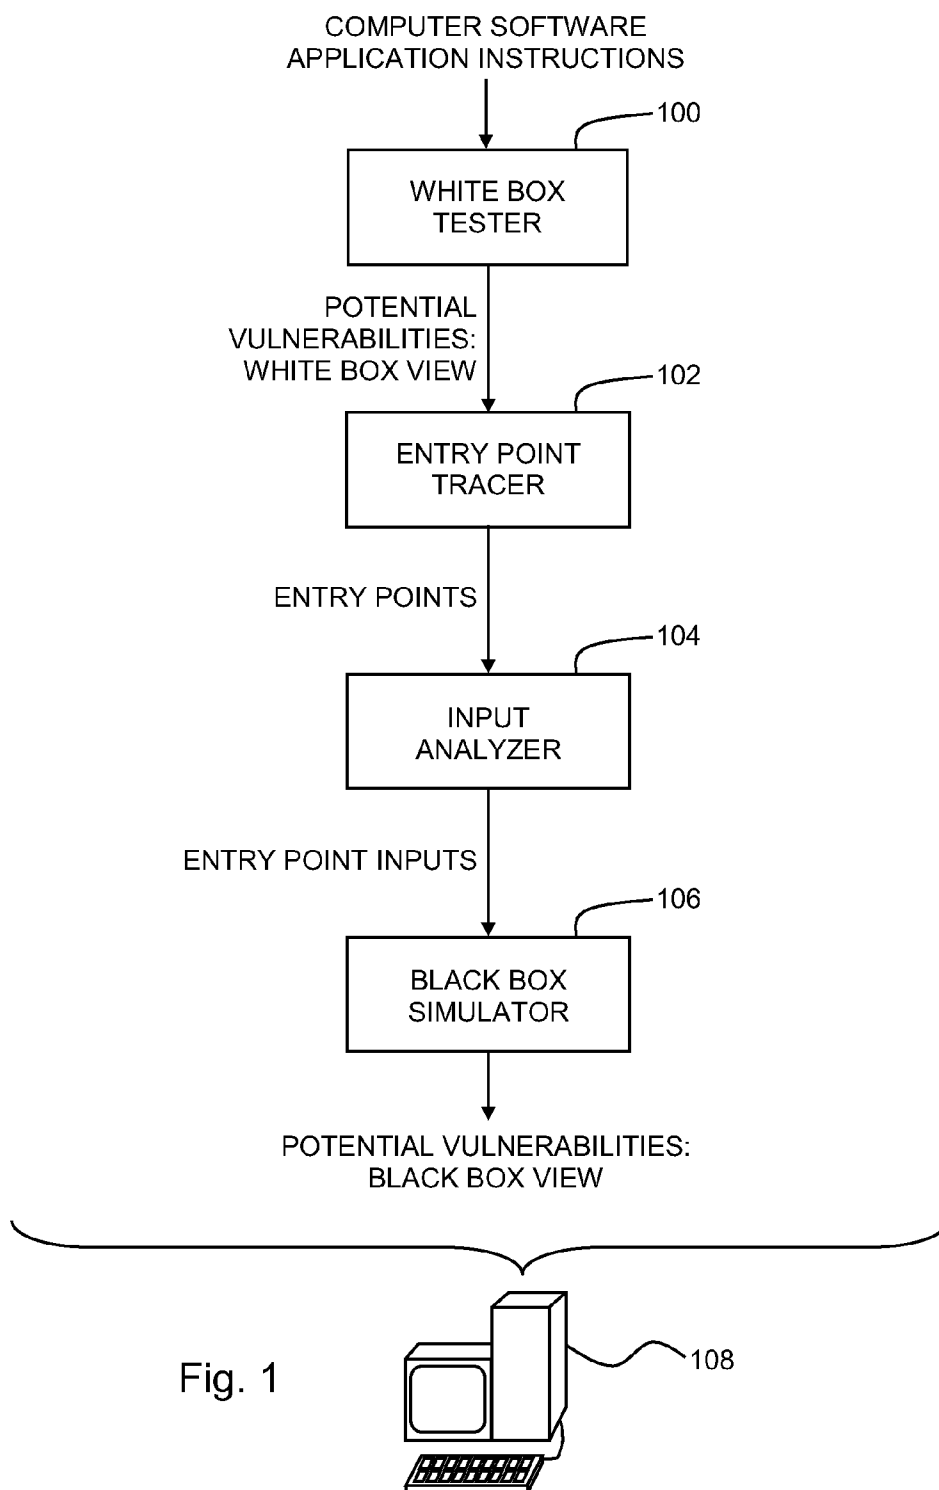 COMPUTER SOFTWARE
APPLICATION INSTRUCTIONS
100
WHITE BOX
TESTER
POTENTIAL
VULNERABILITIES:
WHITE BOX VIEW
102
ENTRY POINT
TRACER
ENTRY POINTS
104
INPUT
ANALYZER
ENTRY POINT INPUTS
106
BLACK BOX
SIMULATOR
POTENTIAL VULNERABILITIES:
BLACK BOX VIEW
108
Fig. 1